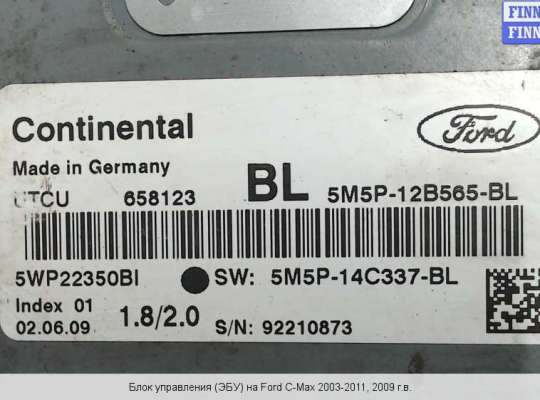 FINN
FINN
Continental
Ford
Made in Germany
UTCU 658123 BL 5M5P-12B565-BL
5WP22350BI SW: 5M5P-14C337-BL
Index 01
02.06.09 1.8/2.0 S/N: 92210873
Блок управления (ЭБУ) на Ford C-Max 2003-2011, 2009 г.в.